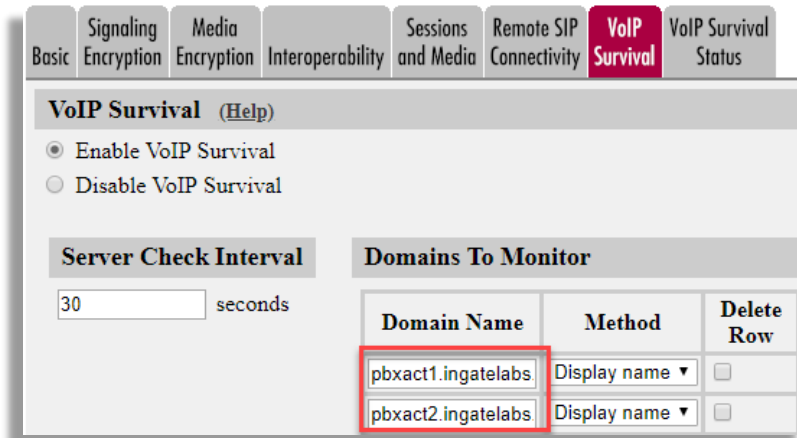 Basic
Signaling Encryption
Media Encryption
Interoperability
Sessions and Media
Remote SIP Connectivity
VoIP Survival
VoIP Survival Status
VoIP Survival (Help)
Enable VoIP Survival
Disable VoIP Survival
Server Check Interval
30 seconds
Domains To Monitor
Domain Name Method Delete Row
pbxact1.ingatelabs. Display name
pbxact2.ingatelabs. Display name